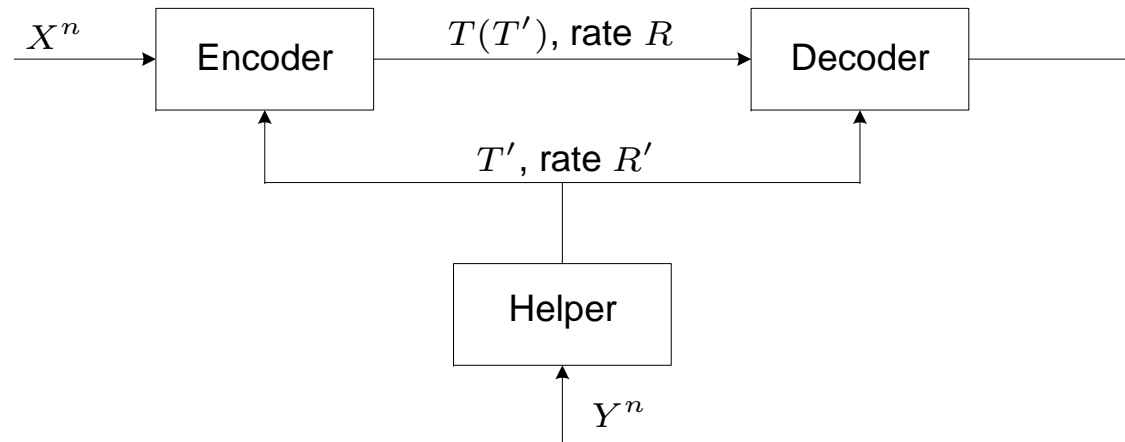 X^n
Encoder
T(T′), rate R
Decoder
T′, rate R′
Helper
Y^n